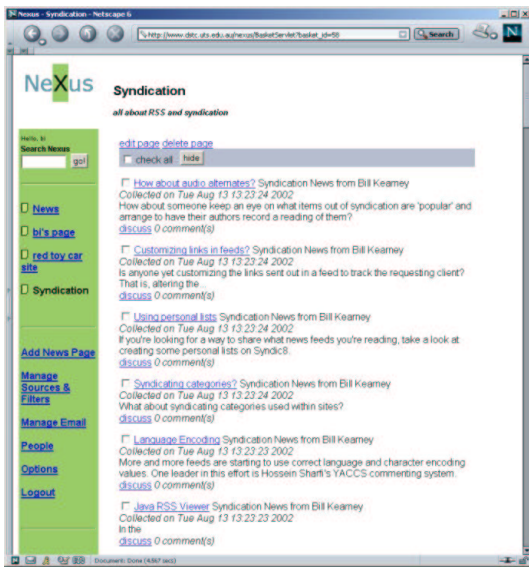 Nexus - Syndication - Netscape 6
http://www.dstc.uts.edu.au/nexus/BasketServlet?basket_id=58
Search
N
NeXus
Syndication
all about RSS and syndication
Hello, bi
Search Nexus
go!
News
bi's page
red toy car
site
Syndication
Add News Page
Manage
Sources &
Filters
Manage Email
People
Options
Logout
edit page delete page
check all hide
How about audio alternates? Syndication News from Bill Kearney
Collected on Tue Aug 13 13:23:24 2002
How about someone keep an eye on what items out of syndication are 'popular' and
arrange to have their authors record a reading of them?
discuss 0 comment(s)
Customizing links in feeds? Syndication News from Bill Kearney
Collected on Tue Aug 13 13:23:24 2002
Is anyone yet customizing the links sent out in a feed to track the requesting client?
That is, altering the...
discuss 0 comment(s)
Using personal lists Syndication News from Bill Kearney
Collected on Tue Aug 13 13:23:24 2002
If you're looking for a way to share what news feeds you're reading, take a look at
creating some personal lists on Syndic8.
discuss 0 comment(s)
Syndicating categories? Syndication News from Bill Kearney
Collected on Tue Aug 13 13:23:24 2002
What about syndicating categories used within sites?
discuss 0 comment(s)
Language Encoding Syndication News from Bill Kearney
Collected on Tue Aug 13 13:23:23 2002
More and more feeds are starting to use correct language and character encoding
values. One leader in this effort is Hossein Sharifi's YACCS commenting system.
discuss 0 comment(s)
Java RSS Viewer Syndication News from Bill Kearney
Collected on Tue Aug 13 13:23:23 2002
In the
discuss 0 comment(s)
Document: Done (4.867 secs)